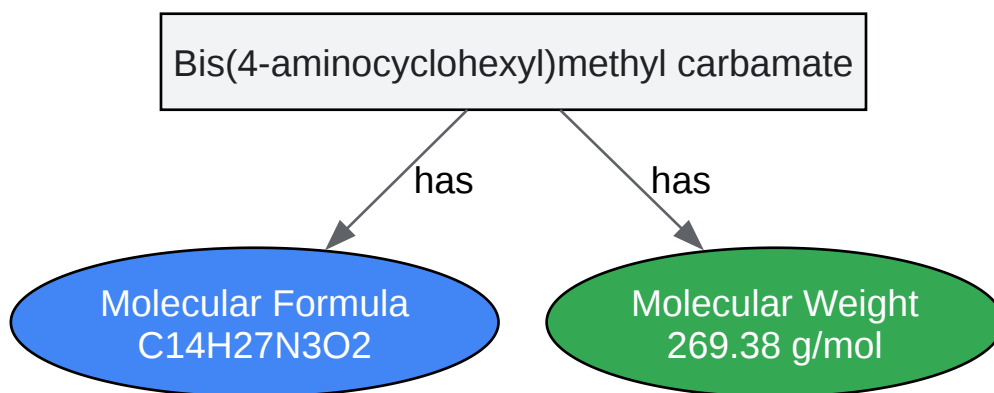 Bis(4-aminocyclohexyl)methyl carbamate
has
has
Molecular Formula
C14H27N3O2
Molecular Weight
269.38 g/mol